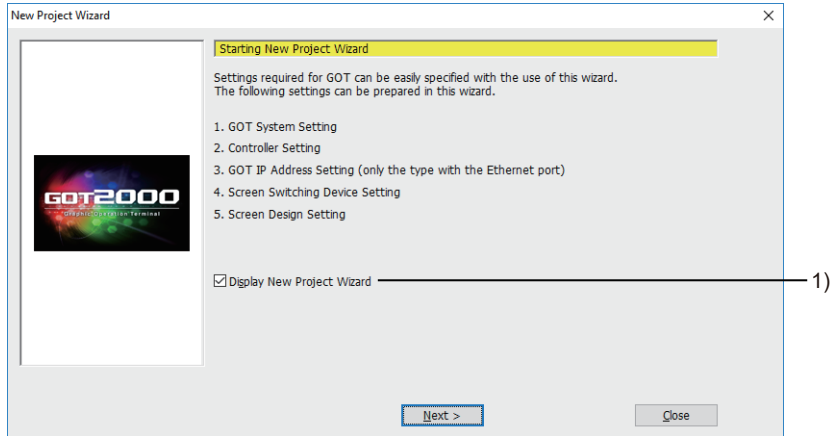 New Project Wizard
Starting New Project Wizard
Settings required for GOT can be easily specified with the use of this wizard.
The following settings can be prepared in this wizard.
1. GOT System Setting
2. Controller Setting
3. GOT IP Address Setting (only the type with the Ethernet port)
4. Screen Switching Device Setting
5. Screen Design Setting
GOT2000
Graphic Operation Terminal
Display New Project Wizard
1)
Next >
Close